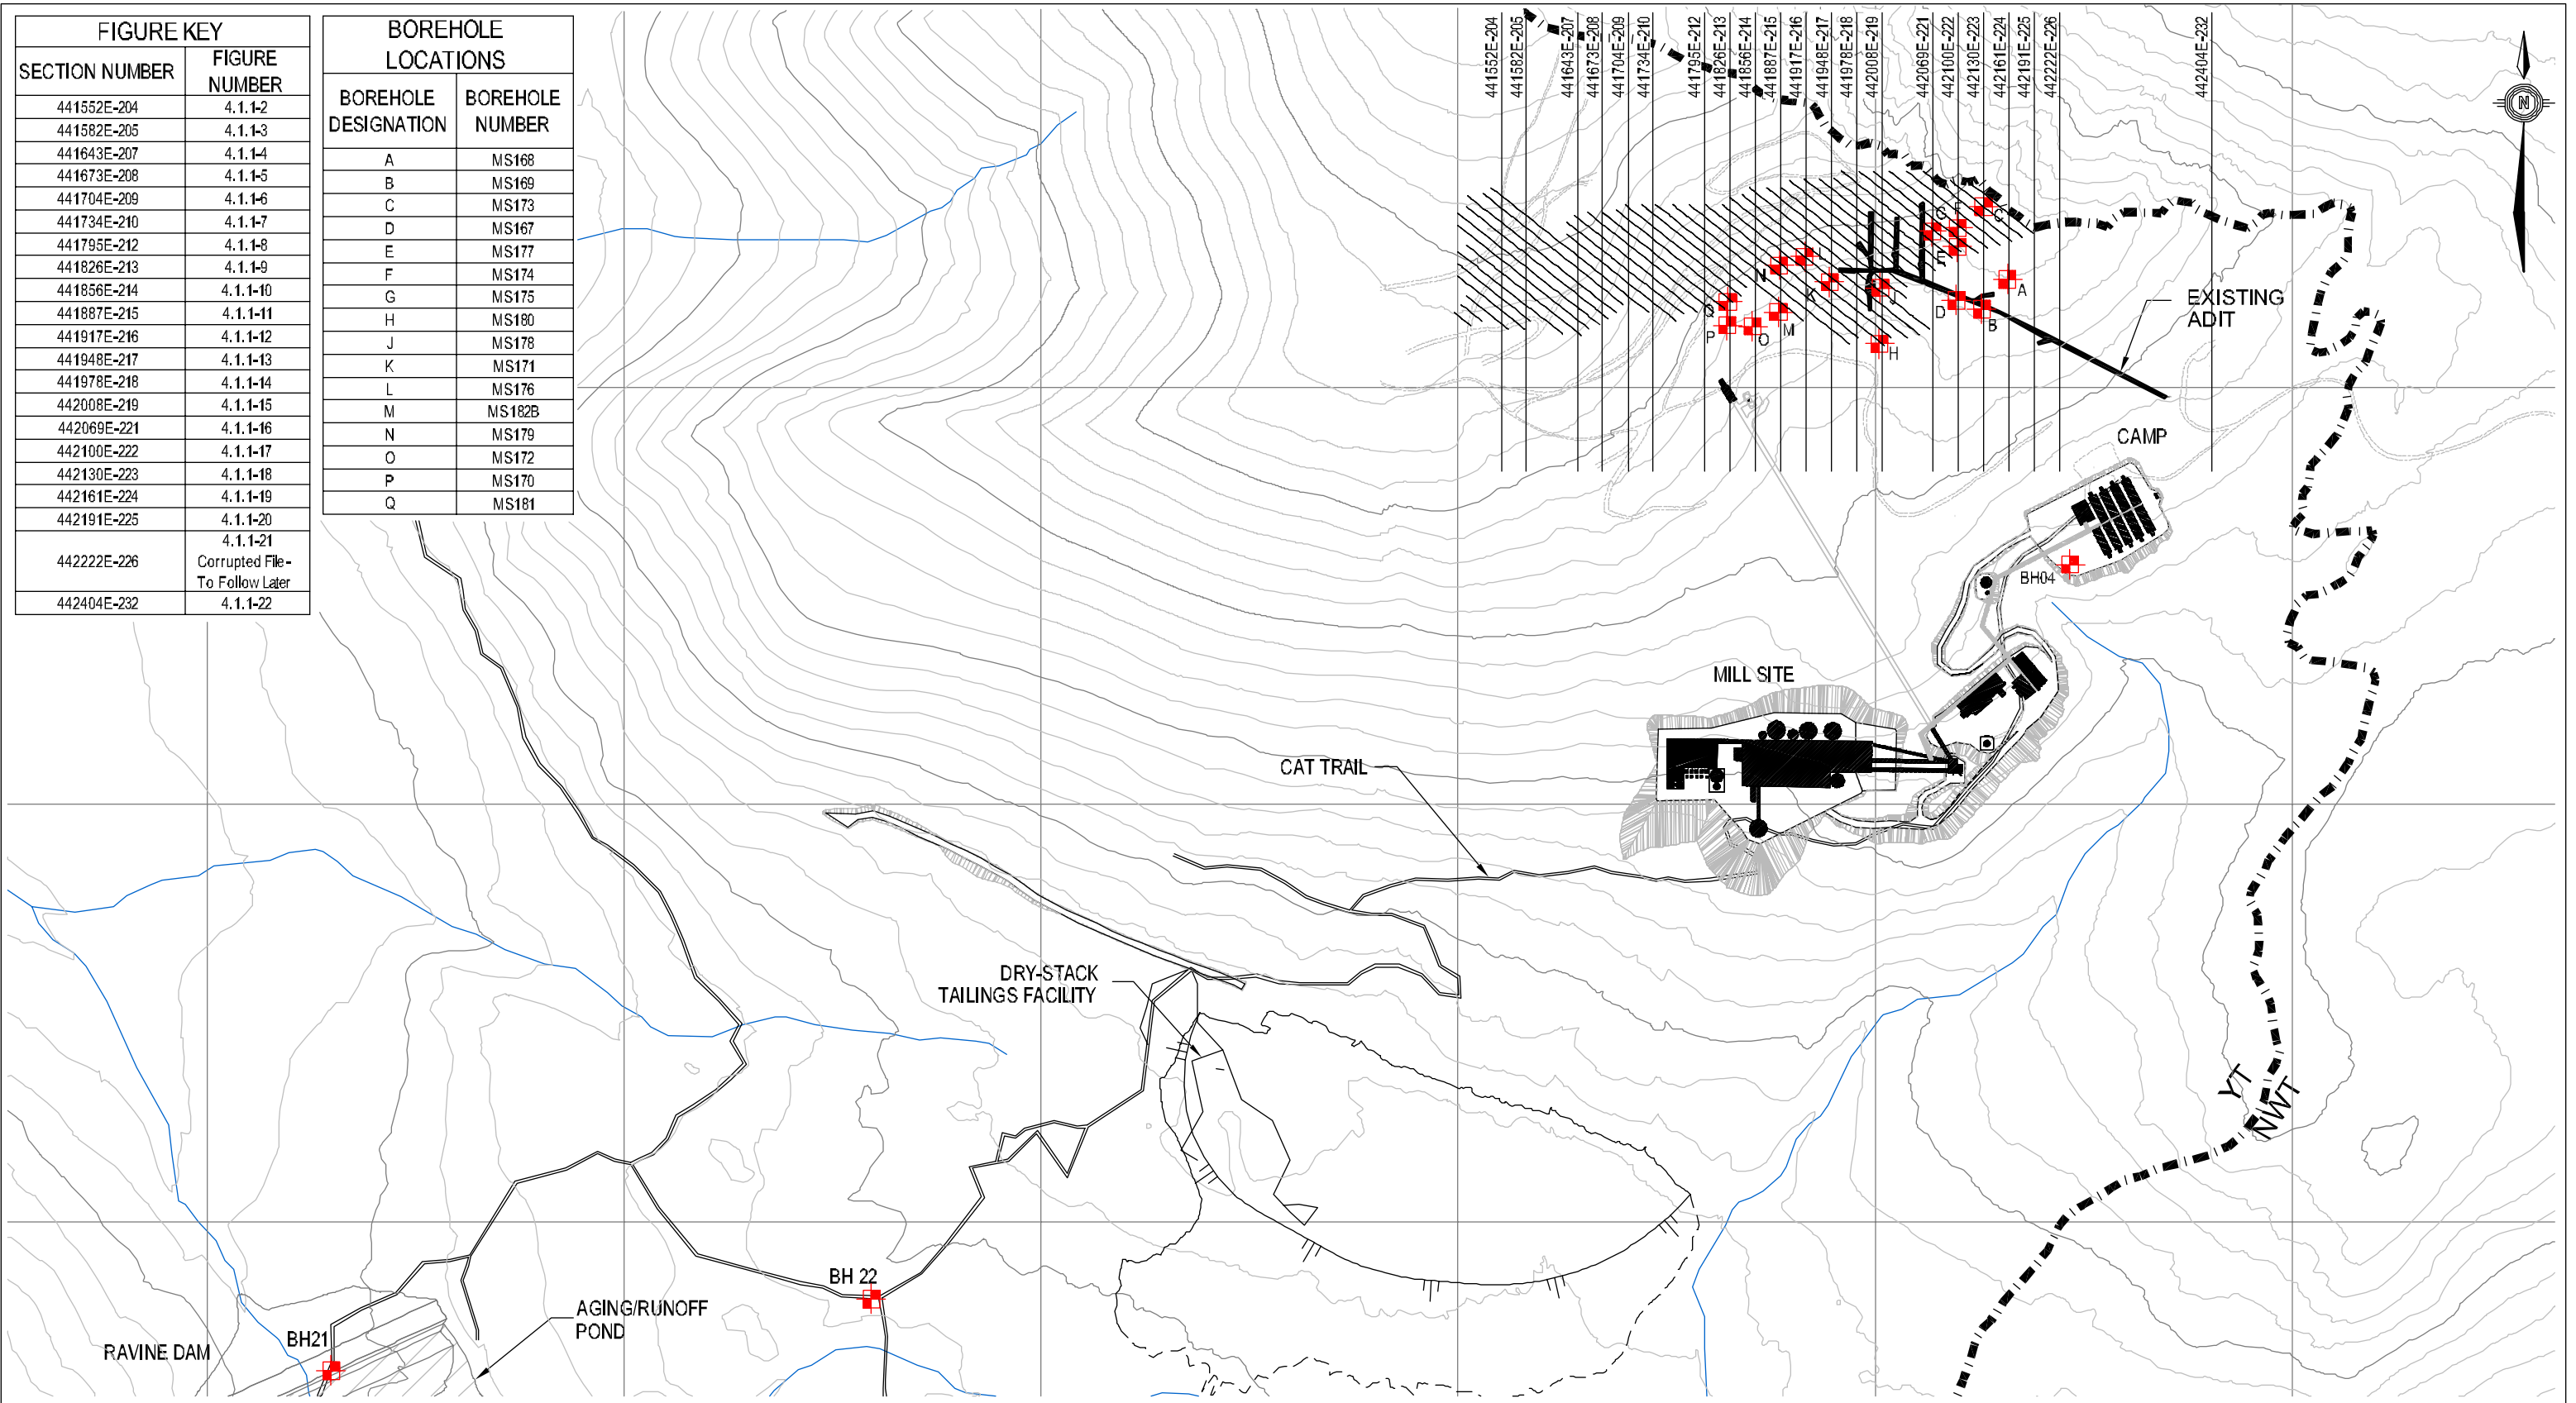 FIGURE KEY
SECTION NUMBER FIGURE NUMBER
441552E-204 4.1.1-2
441582E-205 4.1.1-3
441643E-207 4.1.1-4
441673E-208 4.1.1-5
441704E-209 4.1.1-6
441734E-210 4.1.1-7
441795E-212 4.1.1-8
441826E-213 4.1.1-9
441856E-214 4.1.1-10
441887E-215 4.1.1-11
441917E-216 4.1.1-12
441948E-217 4.1.1-13
441978E-218 4.1.1-14
442008E-219 4.1.1-15
442069E-221 4.1.1-16
442100E-222 4.1.1-17
442130E-223 4.1.1-18
442161E-224 4.1.1-19
442191E-225 4.1.1-20
442222E-226 4.1.1-21
Corrupted File-
To Follow Later
442404E-232 4.1.1-22
BOREHOLE
LOCATIONS
BOREHOLE DESIGNATION BOREHOLE NUMBER
A MS168
B MS169
C MS173
D MS167
E MS177
F MS174
G MS175
H MS180
J MS178
K MS171
L MS176
M MS182B
N MS179
O MS172
P MS170
Q MS181
441552E-204
441582E-205
441643E-207
441673E-208
441704E-209
441734E-210
441795E-212
441826E-213
441856E-214
441887E-215
441917E-216
441948E-217
441978E-218
442008E-219
442069E-221
442100E-222
442130E-223
442161E-224
442191E-225
442222E-226
442404E-232
N
G
F
C
E
L
N
K
J
A
Q
P
O
M
D
B
H
EXISTING
ADIT
CAMP
BH04
MILL SITE
CAT TRAIL
DRY-STACK
TAILINGS FACILITY
YT
NWT
BH 22
AGING/RUNOFF
POND
BH21
RAVINE DAM